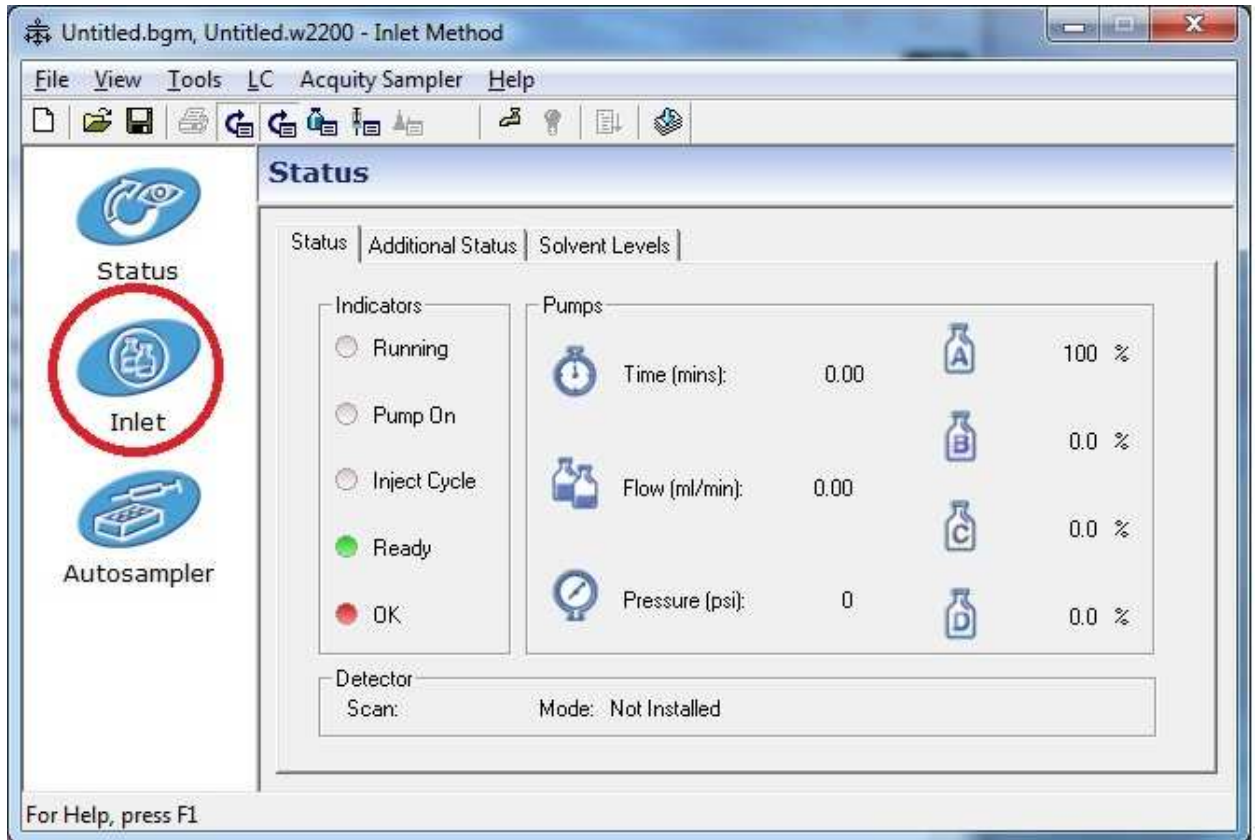 Untitled.bgm, Untitled.w2200 - Inlet Method
File View Tools LC Acquity Sampler Help
Status
Inlet
Autosampler
Status
Status Additional Status Solvent Levels
Indicators
Running
Pump On
Inject Cycle
Ready
OK
Pumps
Time (mins): 0.00
Flow (ml/min): 0.00
Pressure (psi): 0
A 100 %
B 0.0 %
C 0.0 %
D 0.0 %
Detector
Scan: Mode: Not Installed
For Help, press F1